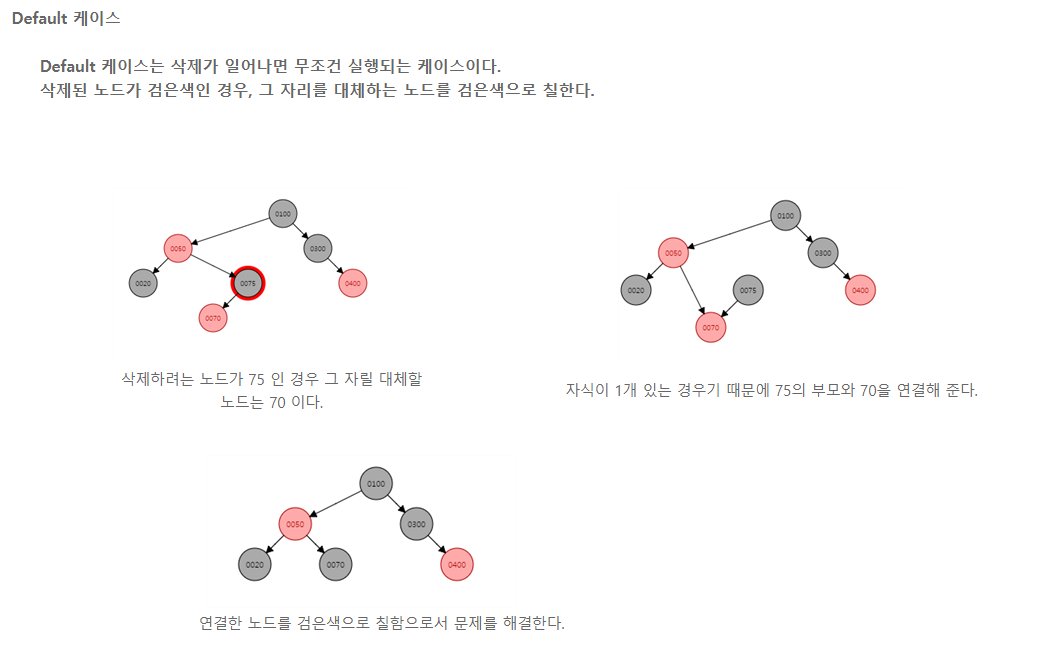 Default 케이스
Default 케이스는 삭제가 일어나면 무조건 실행되는 케이스이다.
삭제된 노드가 검은색인 경우, 그 자리를 대체하는 노드를 검은색으로 칠한다.
0100
0050
0300
0020
0075
0400
0070
삭제하려는 노드가 75 인 경우 그 자릴 대체할
노드는 70 이다.
0100
0050
0300
0020
0075
0400
0070
자식이 1개 있는 경우기 때문에 75의 부모와 70을 연결해 준다.
0100
0050
0300
0020
0070
0400
연결한 노드를 검은색으로 칠함으로서 문제를 해결한다.